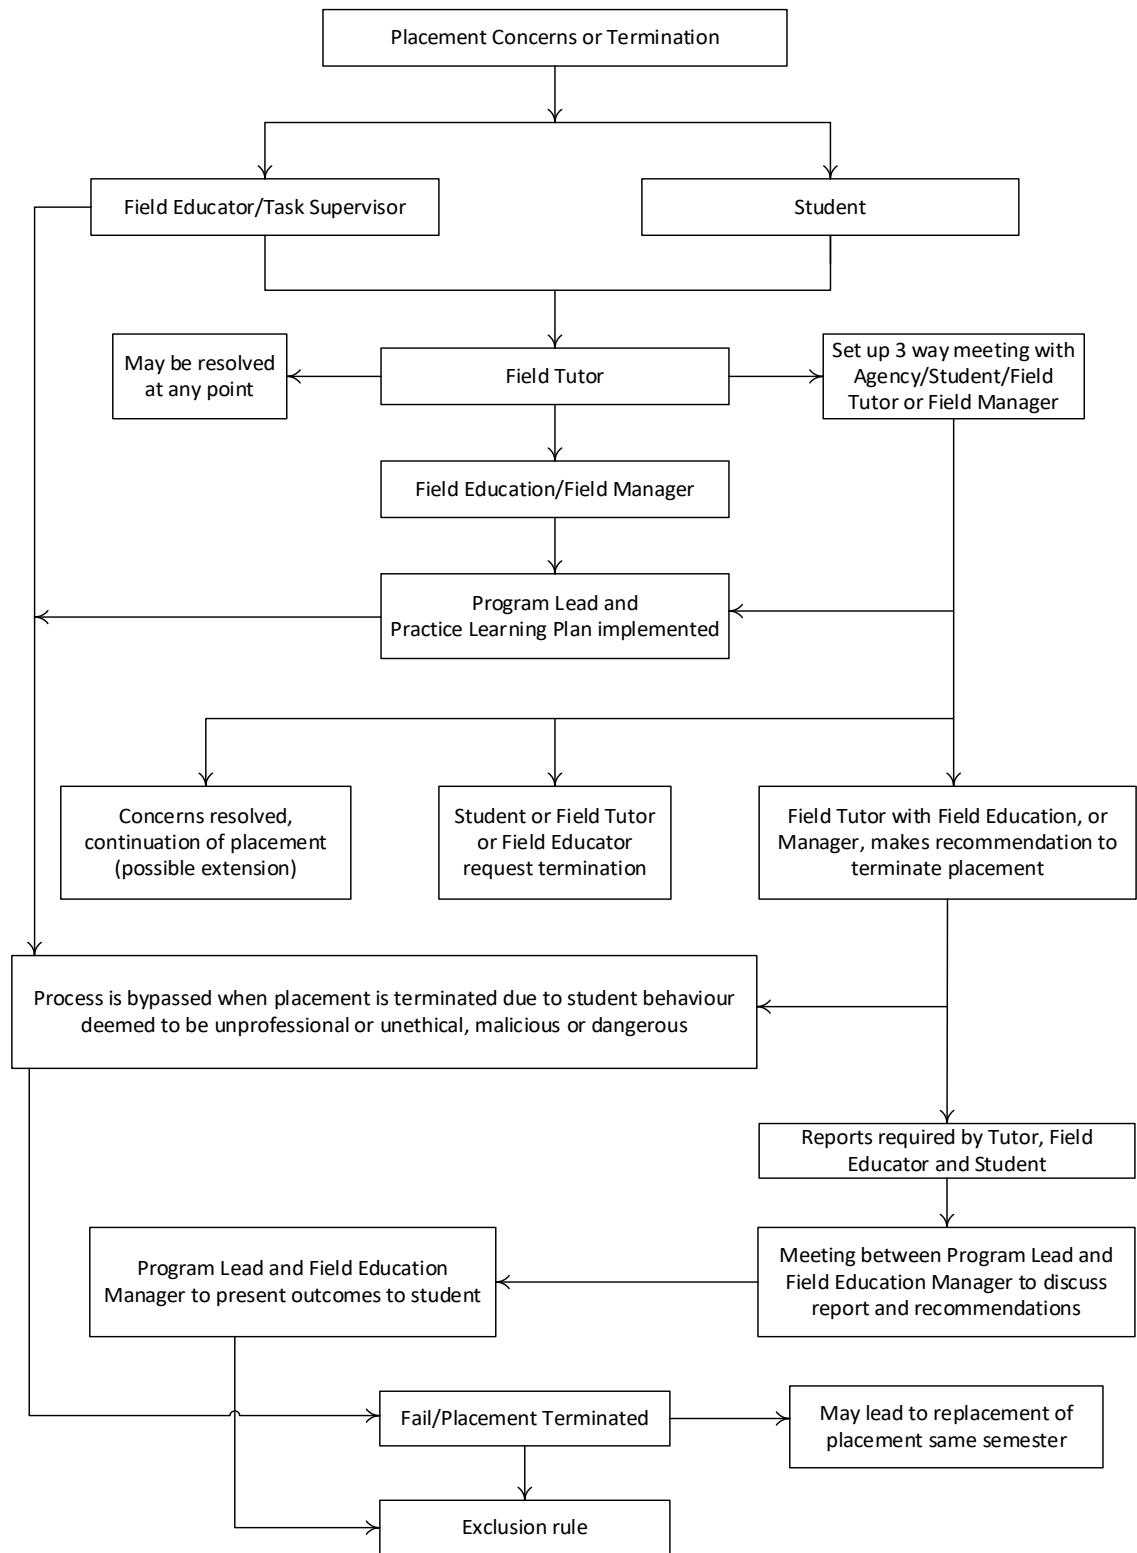 Placement Concerns or Termination
Field Educator/Task Supervisor
Student
May be resolved
at any point
Field Tutor
Set up 3 way meeting with
Agency/Student/Field
Tutor or Field Manager
Field Education/Field Manager
Program Lead and
Practice Learning Plan implemented
Concerns resolved,
continuation of placement
(possible extension)
Student or Field Tutor
or Field Educator
request termination
Field Tutor with Field Education, or
Manager, makes recommendation to
terminate placement
Process is bypassed when placement is terminated due to student behaviour
deemed to be unprofessional or unethical, malicious or dangerous
Reports required by Tutor, Field
Educator and Student
Program Lead and Field Education
Manager to present outcomes to student
Meeting between Program Lead and
Field Education Manager to discuss
report and recommendations
Fail/Placement Terminated
May lead to replacement of
placement same semester
Exclusion rule